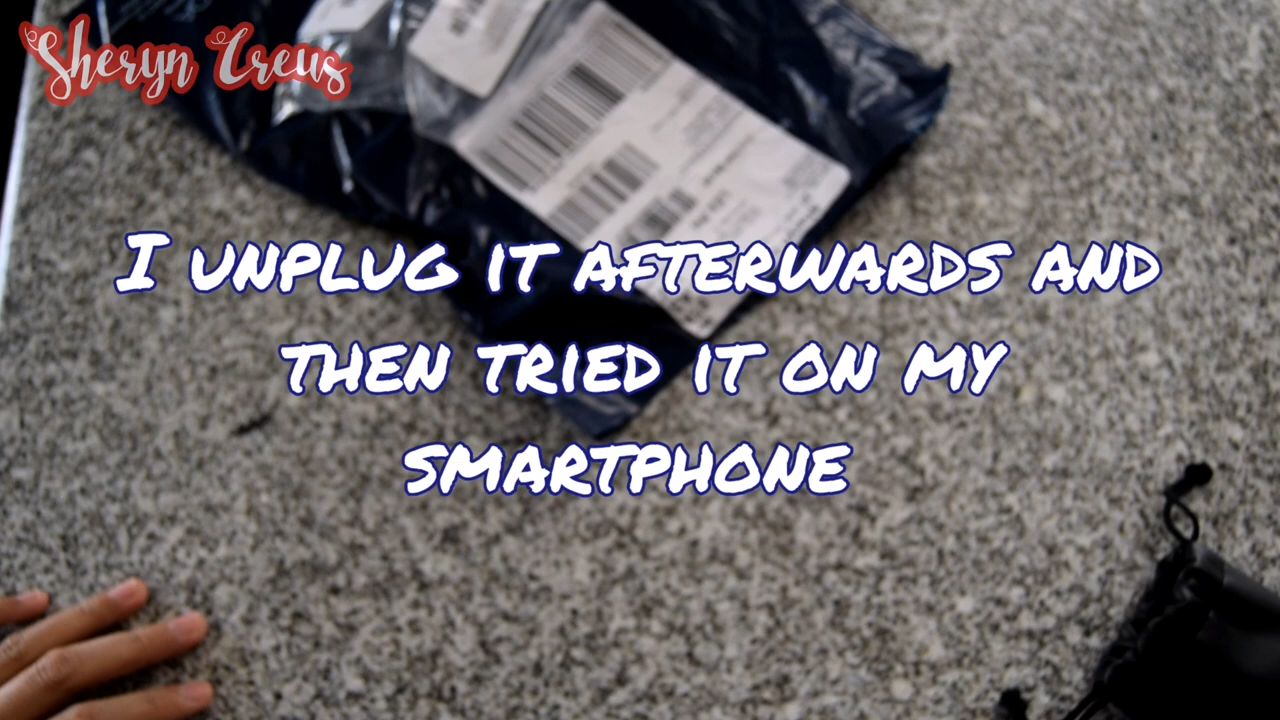 Sheryn Creus
I UNPLUG IT AFTERWARDS AND
THEN TRIED IT ON MY
SMARTPHONE